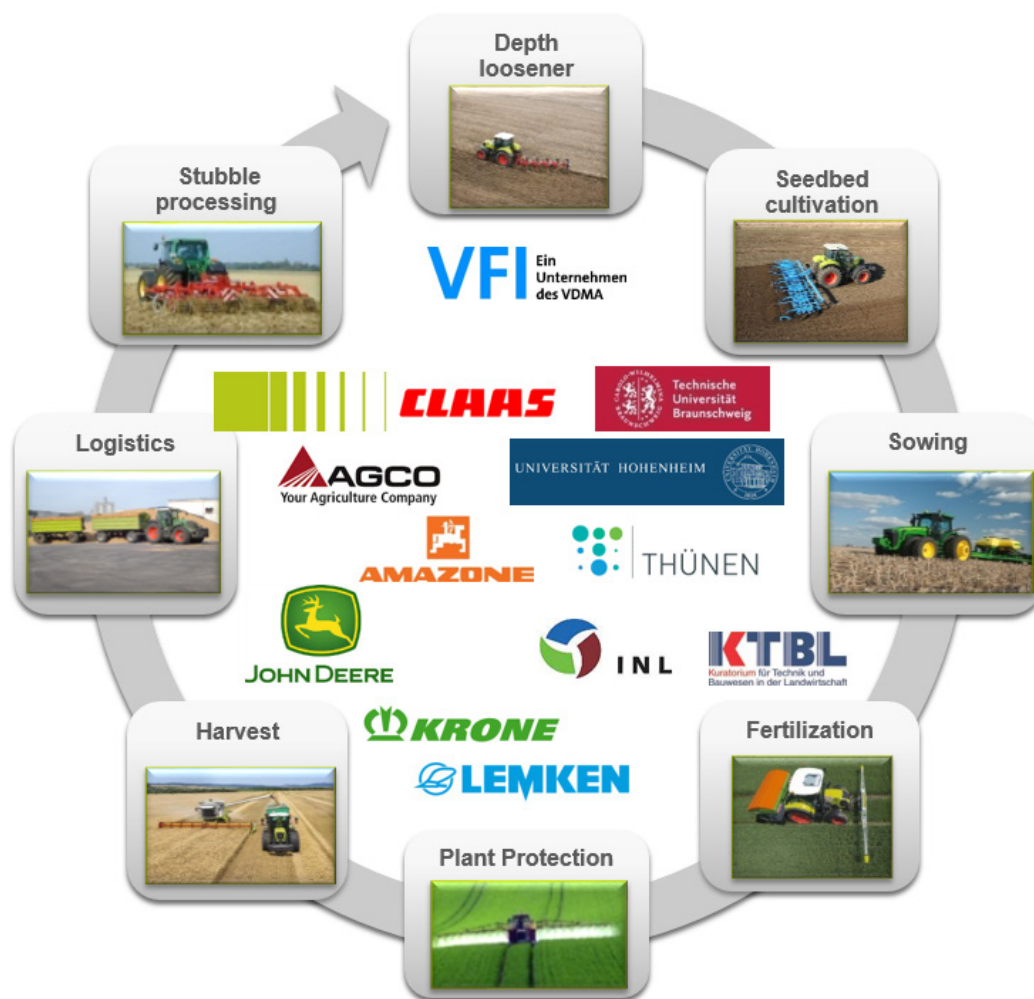 Depth
loosener
Stubble
processing
Seedbed
cultivation
VFI
Ein
Unternehmen
des VDMA
CLAAS
Technische
Universität
Braunschweig
Logistics
Sowing
AGCO
Your Agriculture Company
UNIVERSITÄT HOHENHEIM
AMAZONE
THÜNEN
JOHN DEERE
INL
KTBL
Kuratorium für Technik und
Bauwesen in der Landwirtschaft
Harvest
KRONE
Fertilization
LEMKEN
Plant Protection